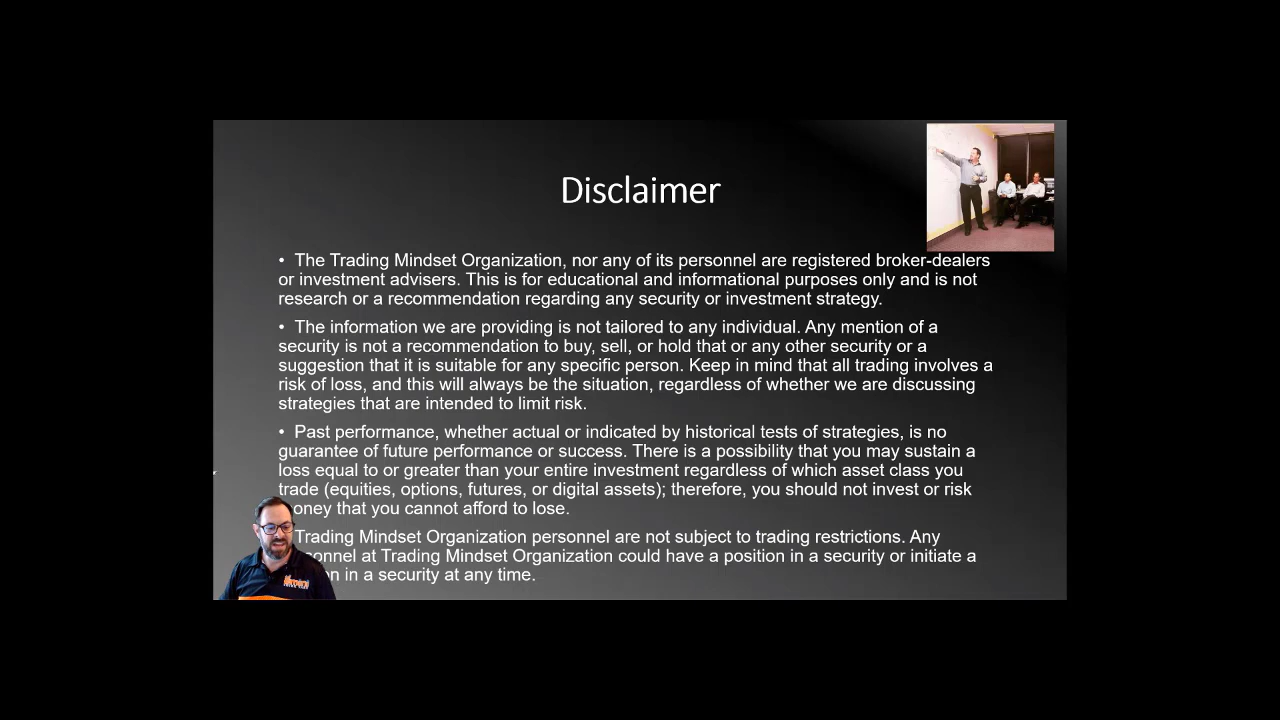 Disclaimer
• The Trading Mindset Organization, nor any of its personnel are registered broker-dealers
or investment advisers. This is for educational and informational purposes only and is not
research or a recommendation regarding any security or investment strategy.
• The information we are providing is not tailored to any individual. Any mention of a
security is not a recommendation to buy, sell, or hold that or any other security or a
suggestion that it is suitable for any specific person. Keep in mind that all trading involves a
risk of loss, and this will always be the situation, regardless of whether we are discussing
strategies that are intended to limit risk.
• Past performance, whether actual or indicated by historical tests of strategies, is no
guarantee of future performance or success. There is a possibility that you may sustain a
loss equal to or greater than your entire investment regardless of which asset class you
trade (equities, options, futures, or digital assets); therefore, you should not invest or risk
oney that you cannot afford to lose.
Trading Mindset Organization personnel are not subject to trading restrictions. Any
onnel at Trading Mindset Organization could have a position in a security or initiate a
n in a security at any time.